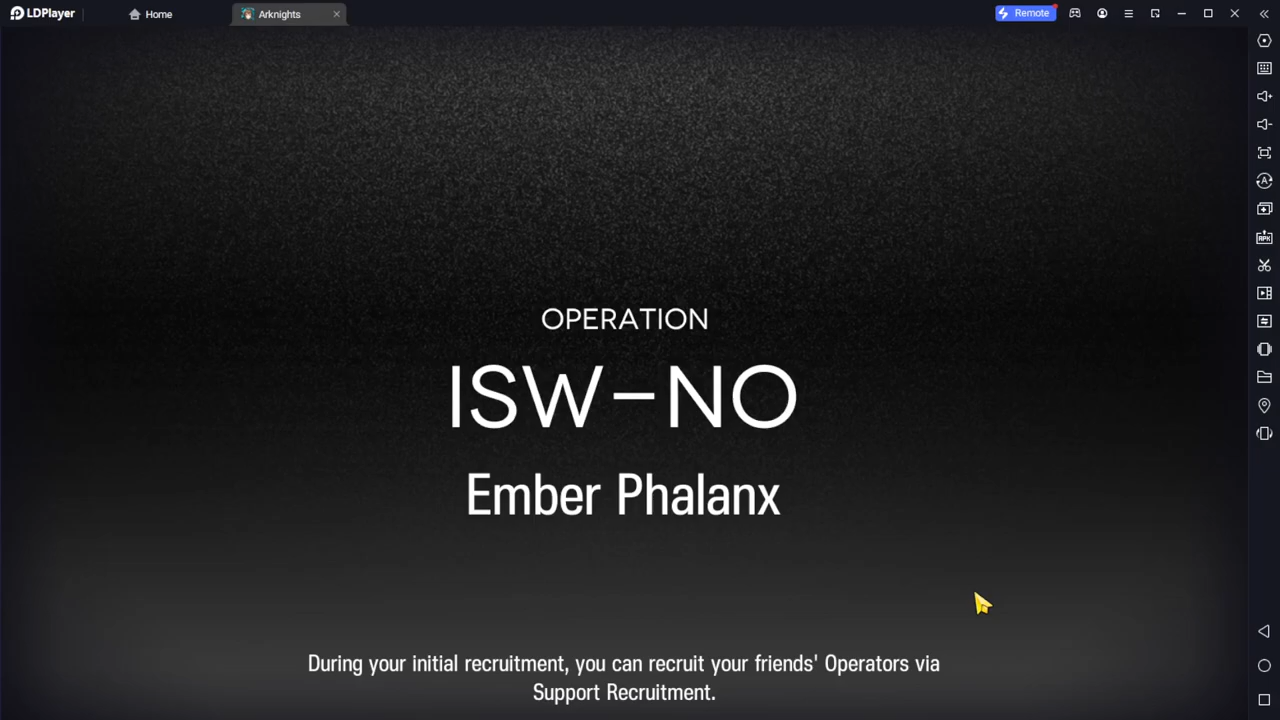 LDPlayer
Home
Arknights
Remote
OPERATION
ISW-NO
Ember Phalanx
During your initial recruitment, you can recruit your friends' Operators via
Support Recruitment.